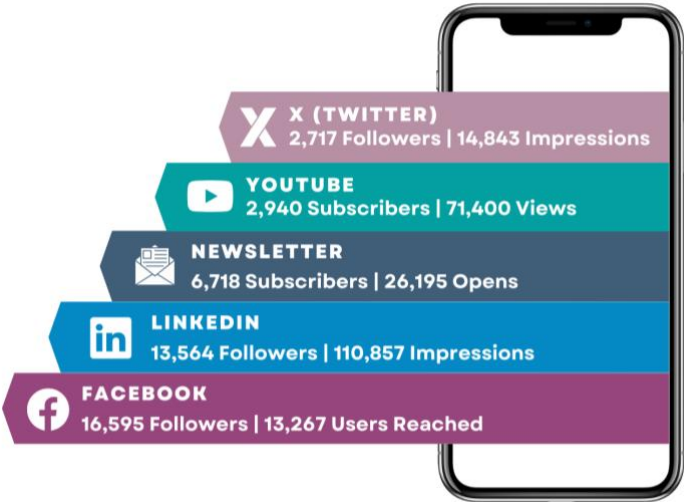 X (TWITTER)
2,717 Followers | 14,843 Impressions
YOUTUBE
2,940 Subscribers | 71,400 Views
NEWSLETTER
6,718 Subscribers | 26,195 Opens
LINKEDIN
13,564 Followers | 110,857 Impressions
FACEBOOK
16,595 Followers | 13,267 Users Reached